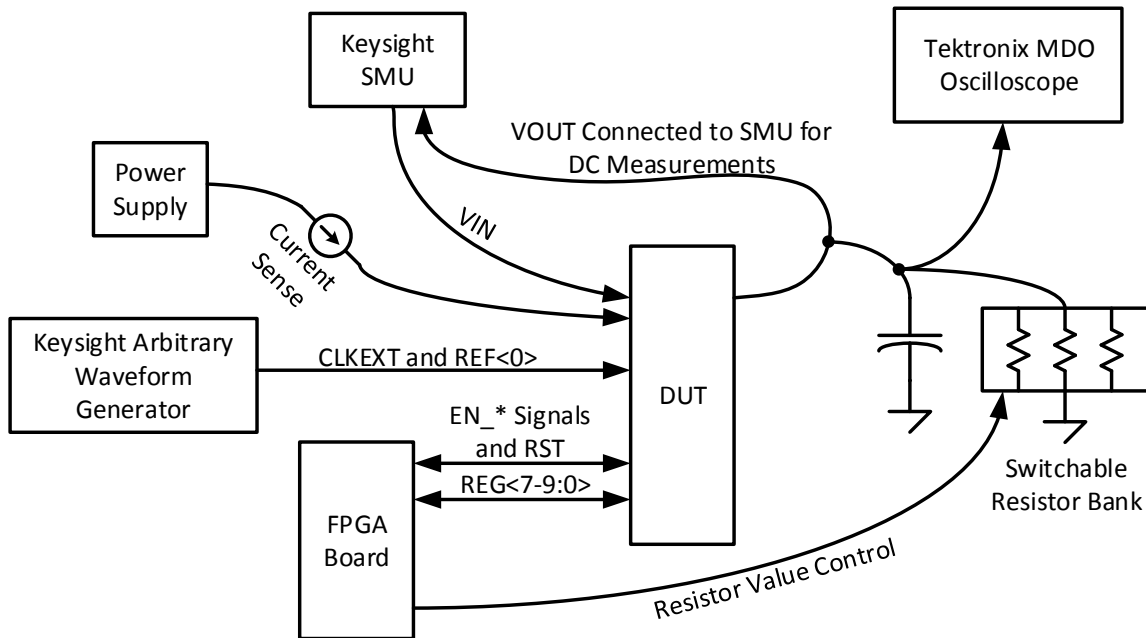 Keysight
SMU
Tektronix MDO
Oscilloscope
VOUT Connected to SMU for
DC Measurements
Power
Supply
VIN
Current
Sense
Keysight Arbitrary
Waveform
Generator
CLKEXT and REF<0>
DUT
EN_* Signals
and RST
REG<7-9:0>
FPGA
Board
Switchable
Resistor Bank
Resistor Value Control